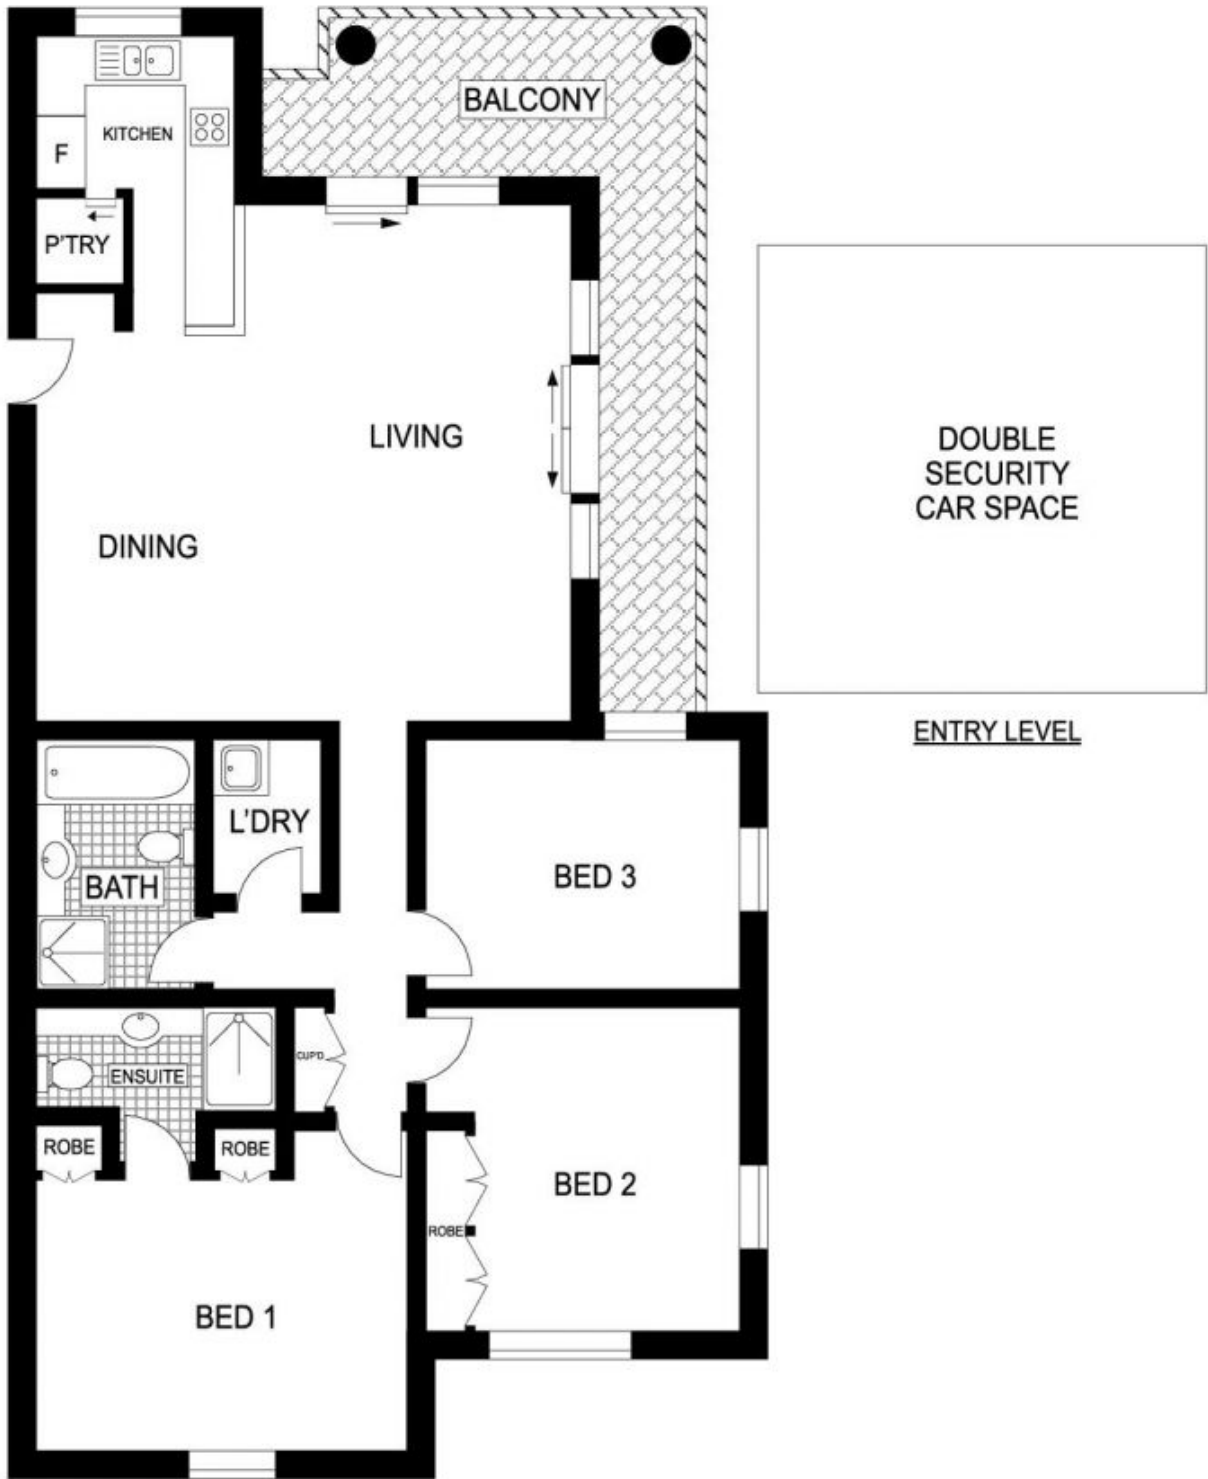 BALCONY
KITCHEN
F
P'TRY
LIVING
DOUBLE
SECURITY
CAR SPACE
DINING
ENTRY LEVEL
L'DRY
BATH
BED 3
CUP'D
ENSUITE
ROBE
ROBE
BED 2
ROBE
BED 1